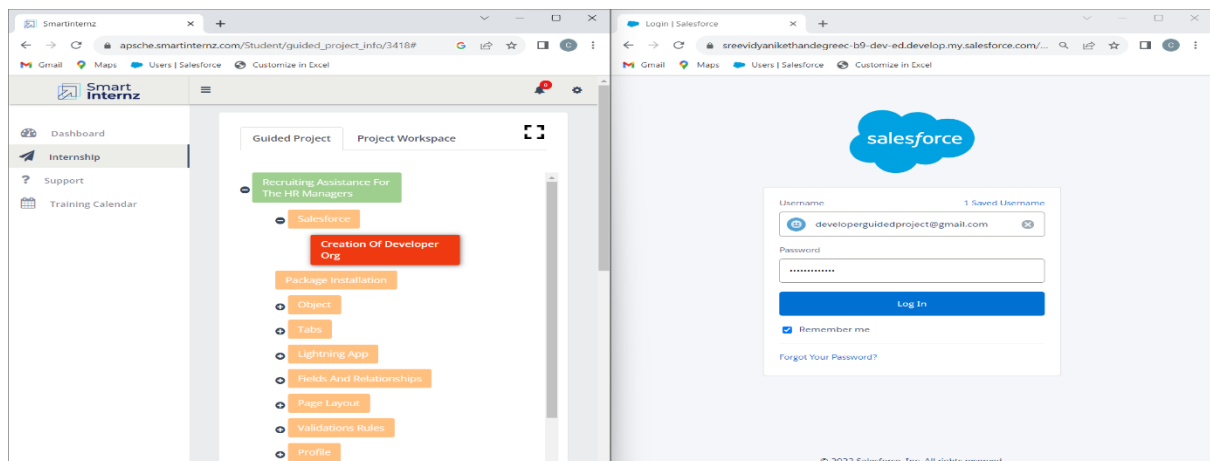 Smartinternz
apsche.smartinternz.com/Student/guided_project_info/3418#
Gmail Maps Users | Salesforce Customize in Excel
Smart
Internz
Dashboard
Internship
Support
Training Calendar
Guided Project Project Workspace
Recruiting Assistance For
The HR Managers
Salesforce
Creation Of Developer
Org
Package Installation
Object
Tabs
Lightning App
Fields And Relationships
Page Layout
Validations Rules
Profile
Login | Salesforce
sreevidyanikethandegreec-b9-dev-ed.develop.my.salesforce.com/...
Gmail Maps Users | Salesforce Customize in Excel
salesforce
Username 1 Saved Username
developerguidedproject@gmail.com
Password
Log In
Remember me
Forgot Your Password?